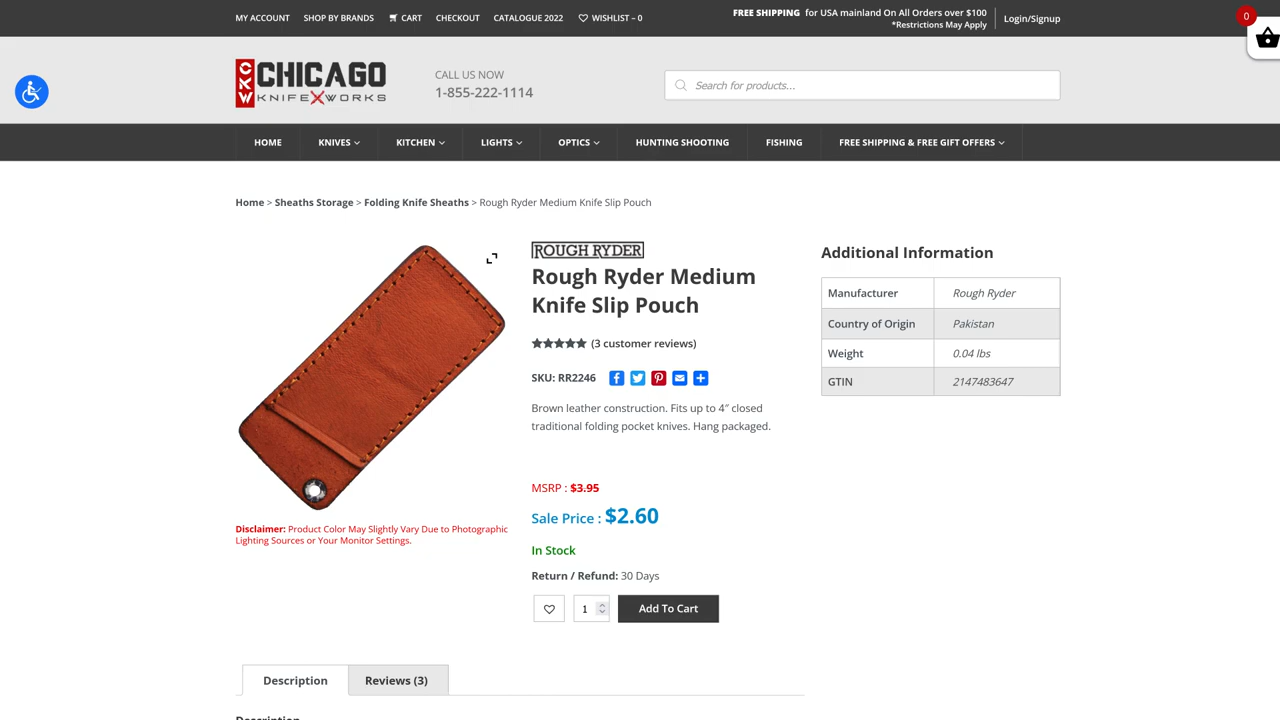 MY ACCOUNT SHOP BY BRANDS CART CHECKOUT CATALOGUE 2022 WISHLIST – 0
FREE SHIPPING for USA mainland On All Orders over $100
*Restrictions May Apply
Login/Signup
0
CKW CHICAGO
KNIFE WORKS
CALL US NOW
1-855-222-1114
Search for products...
HOME KNIVES KITCHEN LIGHTS OPTICS HUNTING SHOOTING FISHING FREE SHIPPING & FREE GIFT OFFERS
Home > Sheaths Storage > Folding Knife Sheaths > Rough Ryder Medium Knife Slip Pouch
Disclaimer: Product Color May Slightly Vary Due to Photographic
Lighting Sources or Your Monitor Settings.
ROUGH RYDER
Rough Ryder Medium
Knife Slip Pouch
(3 customer reviews)
SKU: RR2246
Brown leather construction. Fits up to 4″ closed
traditional folding pocket knives. Hang packaged.
MSRP : $3.95
Sale Price : $2.60
In Stock
Return / Refund: 30 Days
1
Add To Cart
Additional Information
Manufacturer Rough Ryder
Country of Origin Pakistan
Weight 0.04 lbs
GTIN 2147483647
Description Reviews (3)
Description